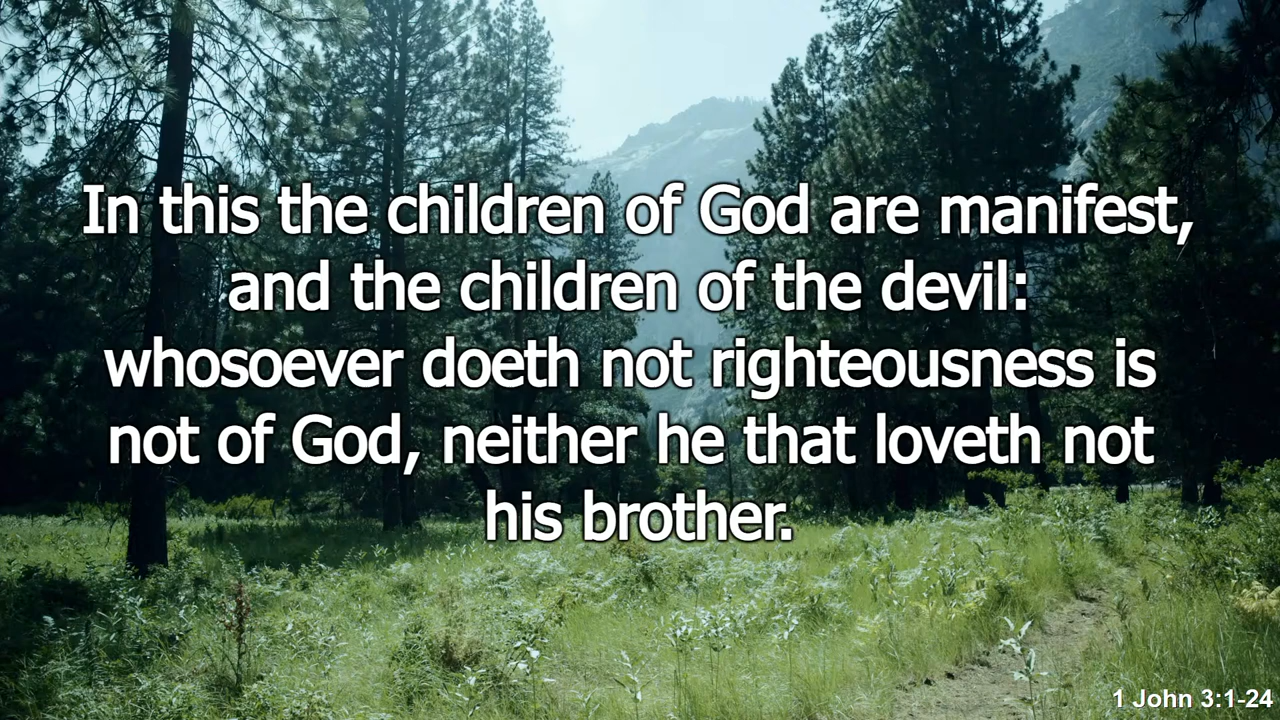 In this the children of God are manifest,
and the children of the devil:
whosoever doeth not righteousness is
not of God, neither he that loveth not
his brother.
1 John 3:1-24